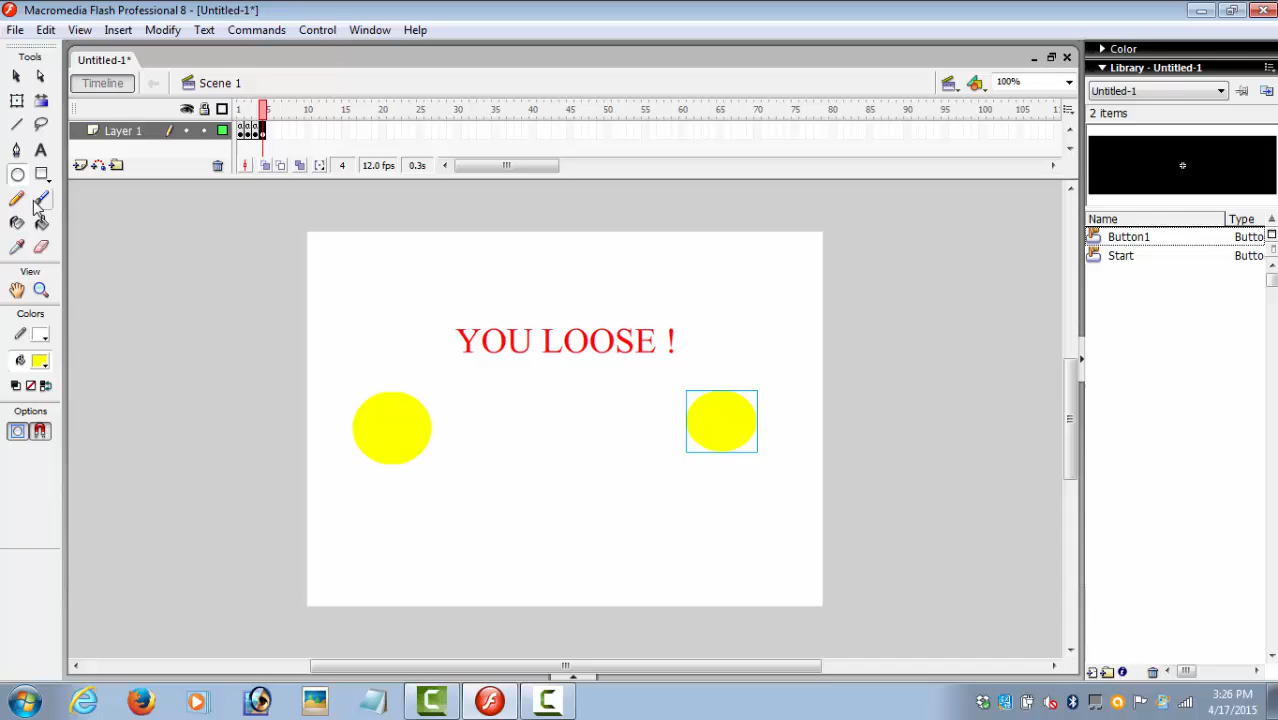 Macromedia Flash Professional 8 - [Untitled-1*]
File Edit View Insert Modify Text Commands Control Window Help
Tools
Untitled-1*
Timeline
Scene 1
100%
1 5 10 15 20 25 30 35 40 45 50 55 60 65 70 75 80 85 90 95 100 105
Layer 1
4 12.0 fps 0.3s
View
Colors
Options
YOU LOOSE !
Color
Library - Untitled-1
Untitled-1
2 items
Name Type
Button1 Butto
Start Butto
3:26 PM
4/17/2015